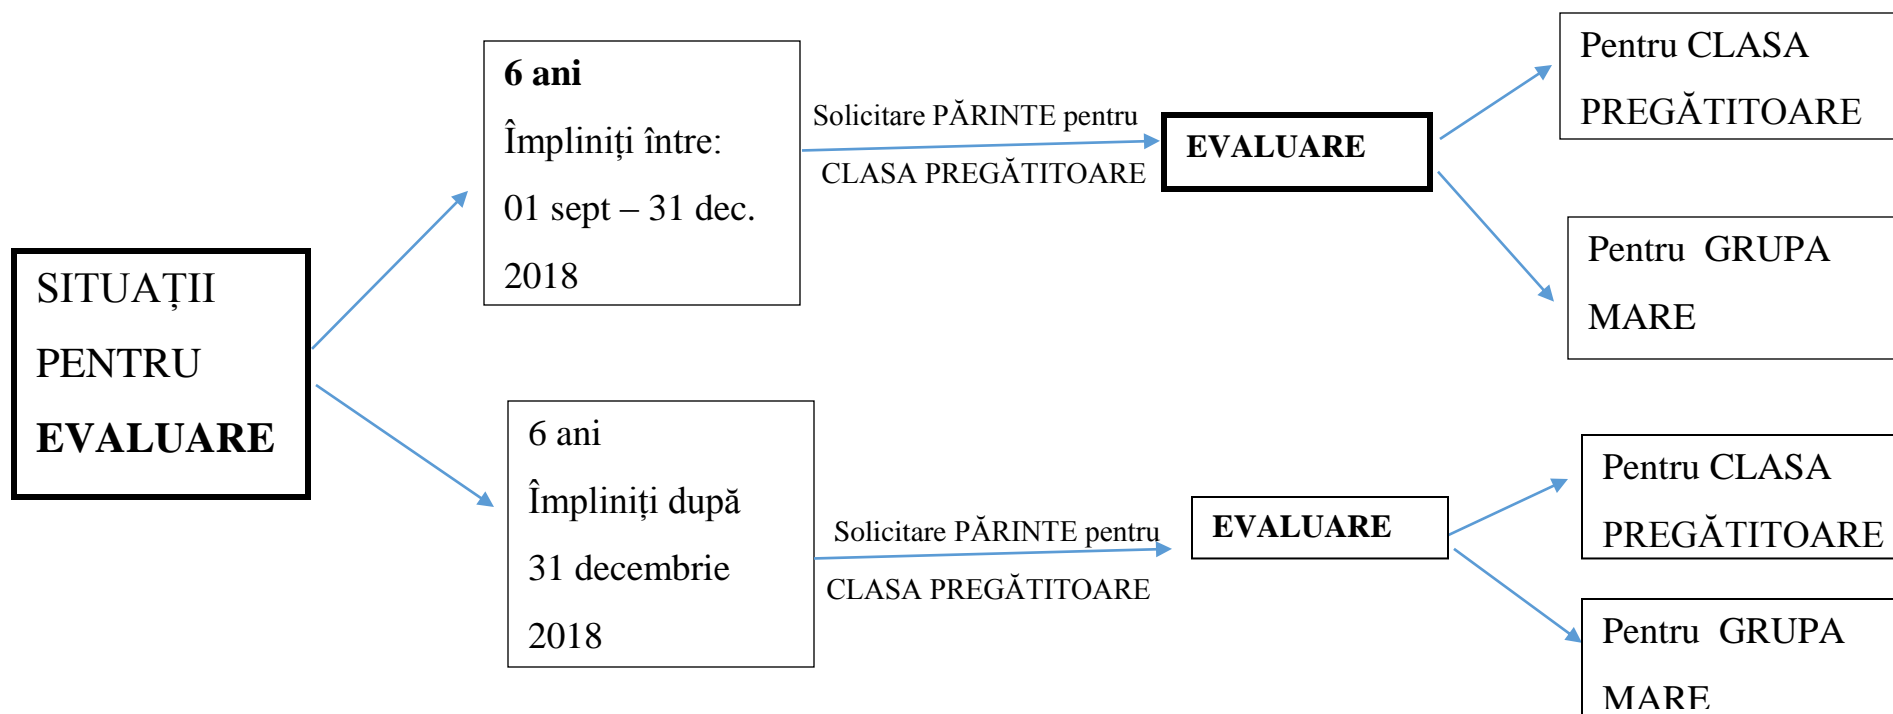 SITUAȚII
PENTRU
EVALUARE
6 ani
Împliniți între:
01 sept – 31 dec.
2018
Solicitare PĂRINTE pentru
CLASA PREGĂTITOARE
EVALUARE
Pentru CLASA
PREGĂTITOARE
Pentru GRUPA
MARE
6 ani
Împliniți după
31 decembrie
2018
Solicitare PĂRINTE pentru
CLASA PREGĂTITOARE
EVALUARE
Pentru CLASA
PREGĂTITOARE
Pentru GRUPA
MARE